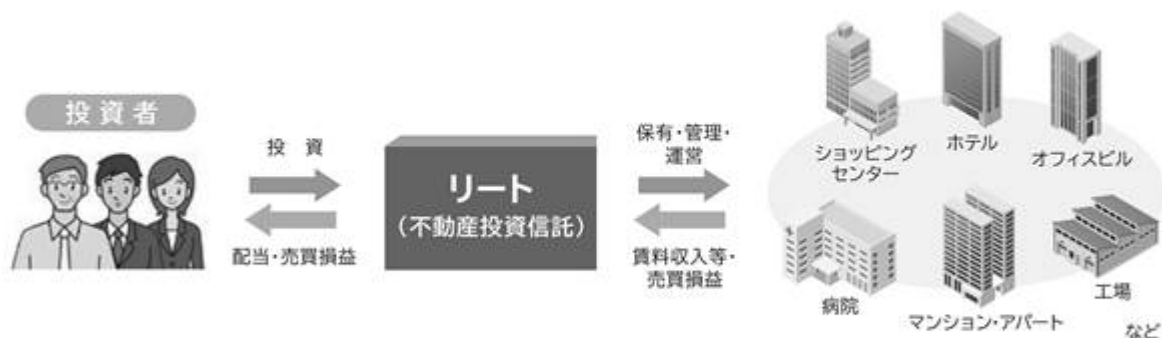 投資者
投 資
配当・売買損益
リート
(不動産投資信託)
保有・管理・
運営
賃料収入等・
売買損益
ショッピング
センター
ホテル
オフィスビル
病院
マンション・アパート
工場
など